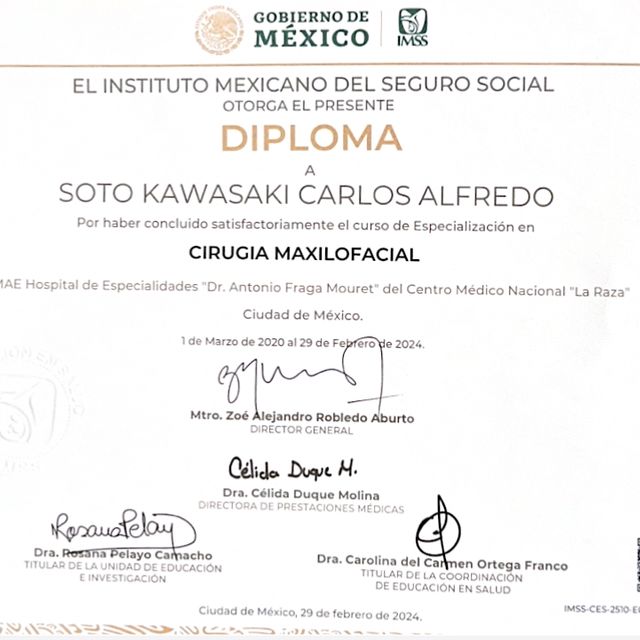 GOBIERNO DE
MÉXICO
IMSS
EL INSTITUTO MEXICANO DEL SEGURO SOCIAL
OTORGA EL PRESENTE
DIPLOMA
A
SOTO KAWASAKI CARLOS ALFREDO
Por haber concluido satisfactoriamente el curso de Especialización en
CIRUGIA MAXILOFACIAL
MAE Hospital de Especialidades "Dr. Antonio Fraga Mouret" del Centro Médico Nacional "La Raza"
Ciudad de México.
1 de Marzo de 2020 al 29 de Febrero de 2024.
Mtro. Zoé Alejandro Robledo Aburto
DIRECTOR GENERAL
Célida Duque M.
Dra. Célida Duque Molina
DIRECTORA DE PRESTACIONES MÉDICAS
Rosana Pelayo
Dra. Rosana Pelayo Camacho
TITULAR DE LA UNIDAD DE EDUCACIÓN
E INVESTIGACIÓN
Dra. Carolina del Carmen Ortega Franco
TITULAR DE LA COORDINACIÓN
DE EDUCACIÓN EN SALUD
IMSS-CES-2510-E
Ciudad de México, 29 de febrero de 2024.